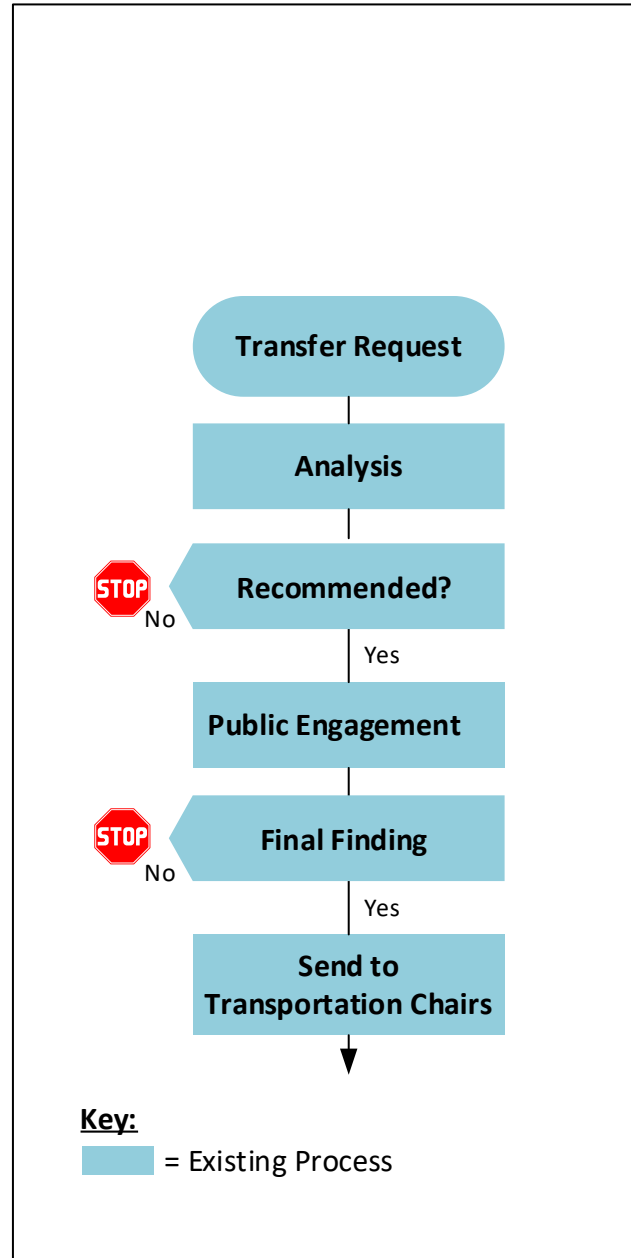 Transfer Request
Analysis
STOP
Recommended?
No
Yes
Public Engagement
STOP
Final Finding
No
Yes
Send to
Transportation Chairs
Key:
= Existing Process